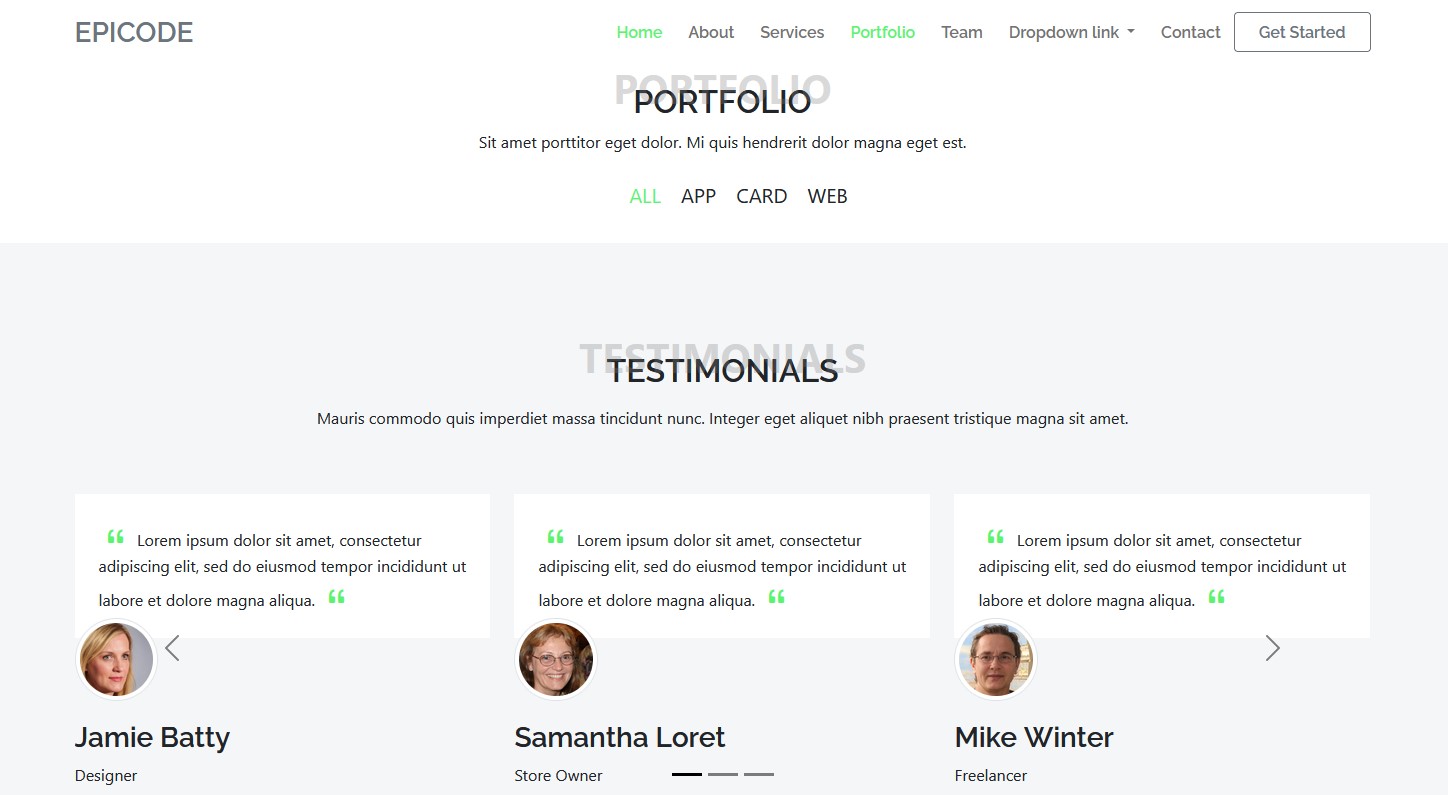 EPICODE
Home About Services Portfolio Team Dropdown link Contact Get Started
PORTFOLIO
PORTFOLIO
Sit amet porttitor eget dolor. Mi quis hendrerit dolor magna eget est.
ALL APP CARD WEB
TESTIMONIALS
TESTIMONIALS
Mauris commodo quis imperdiet massa tincidunt nunc. Integer eget aliquet nibh praesent tristique magna sit amet.
“ Lorem ipsum dolor sit amet, consectetur
adipiscing elit, sed do eiusmod tempor incididunt ut
labore et dolore magna aliqua. “
Jamie Batty
Designer
“ Lorem ipsum dolor sit amet, consectetur
adipiscing elit, sed do eiusmod tempor incididunt ut
labore et dolore magna aliqua. “
Samantha Loret
Store Owner
“ Lorem ipsum dolor sit amet, consectetur
adipiscing elit, sed do eiusmod tempor incididunt ut
labore et dolore magna aliqua. “
Mike Winter
Freelancer